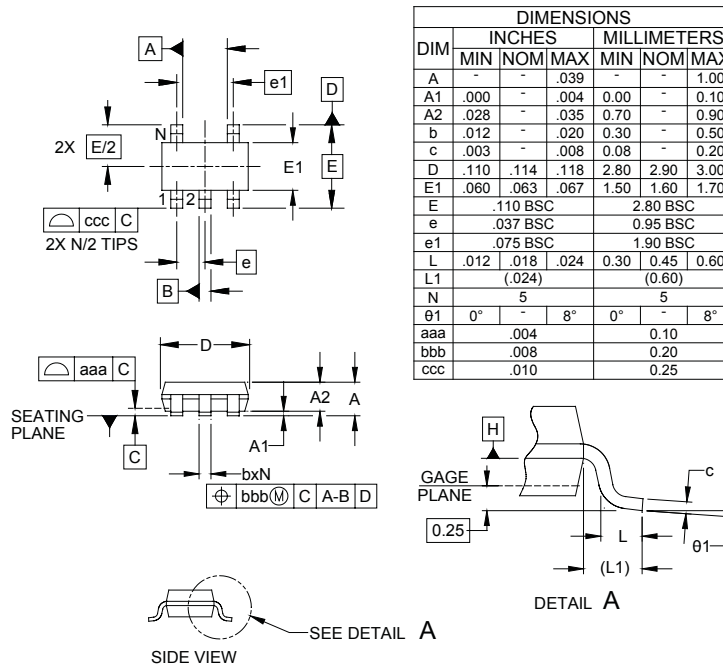 A
e1
D
N
2X E/2
E1
E
1 2
ccc C
2X N/2 TIPS
e
B
D
aaa C
A2 A
SEATING
PLANE
A1
C
bxN
bbb Ⓜ C A-B D
DIMENSIONS
DIM INCHES MILLIMETERS
MIN NOM MAX MIN NOM MAX
A - - .039 - - 1.00
A1 .000 - .004 0.00 - 0.10
A2 .028 - .035 0.70 - 0.90
b .012 - .020 0.30 - 0.50
c .003 - .008 0.08 - 0.20
D .110 .114 .118 2.80 2.90 3.00
E1 .060 .063 .067 1.50 1.60 1.70
E .110 BSC 2.80 BSC
e .037 BSC 0.95 BSC
e1 .075 BSC 1.90 BSC
L .012 .018 .024 0.30 0.45 0.60
L1 (.024) (0.60)
N 5 5
θ1 0° - 8° 0° - 8°
aaa .004 0.10
bbb .008 0.20
ccc .010 0.25
H
GAGE
PLANE
0.25
c
L
θ1
(L1)
DETAIL A
SEE DETAIL A
SIDE VIEW